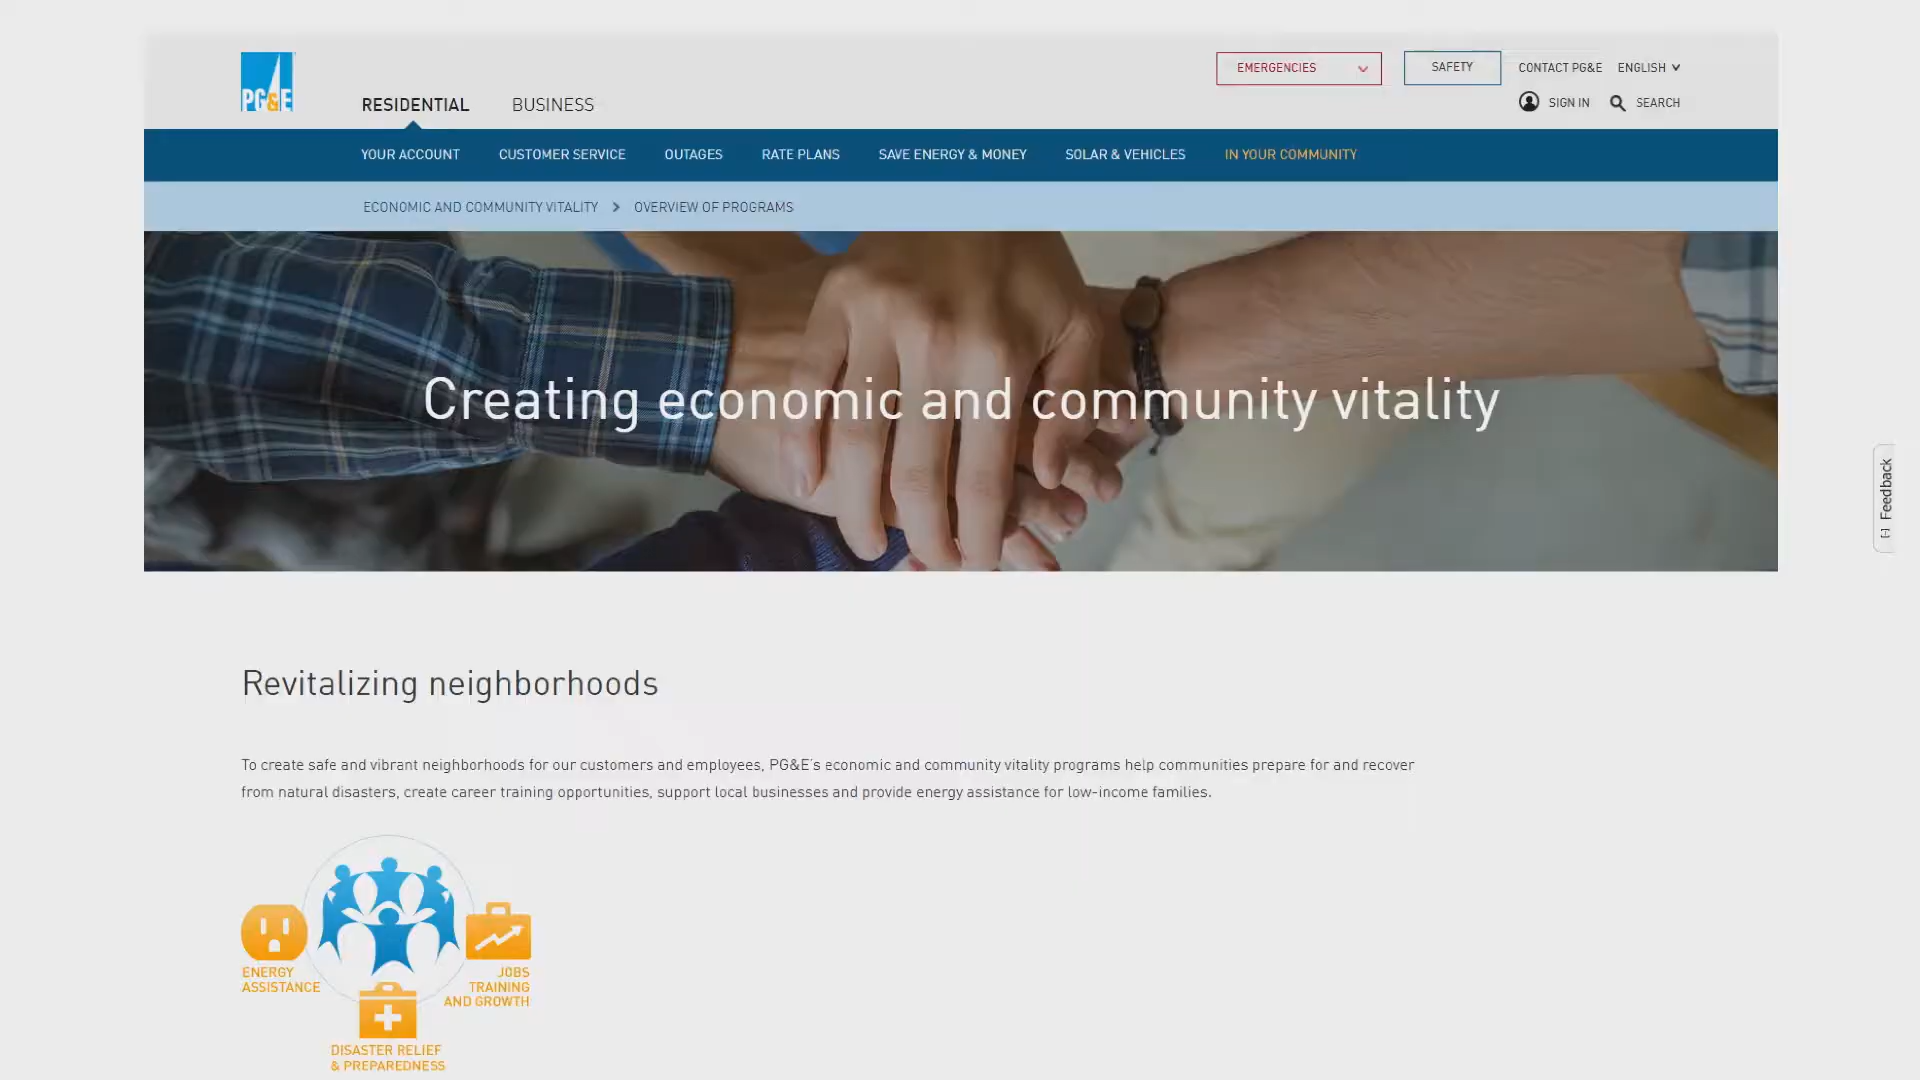 PG&E
EMERGENCIES
SAFETY
CONTACT PG&E
ENGLISH
SIGN IN
SEARCH
RESIDENTIAL
BUSINESS
YOUR ACCOUNT
CUSTOMER SERVICE
OUTAGES
RATE PLANS
SAVE ENERGY & MONEY
SOLAR & VEHICLES
IN YOUR COMMUNITY
ECONOMIC AND COMMUNITY VITALITY
OVERVIEW OF PROGRAMS
Creating economic and community vitality
[-] Feedback
Revitalizing neighborhoods
To create safe and vibrant neighborhoods for our customers and employees, PG&E's economic and community vitality programs help communities prepare for and recover
from natural disasters, create career training opportunities, support local businesses and provide energy assistance for low-income families.
ENERGY
ASSISTANCE
JOBS
TRAINING
AND GROWTH
DISASTER RELIEF
& PREPAREDNESS